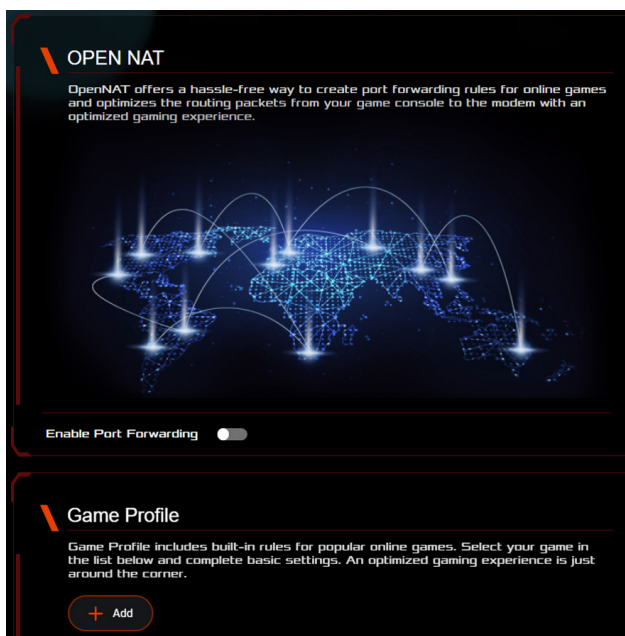 OPEN NAT
OpenNAT offers a hassle-free way to create port forwarding rules for online games
and optimizes the routing packets from your game console to the modem with an
optimized gaming experience.
Enable Port Forwarding
Game Profile
Game Profile includes built-in rules for popular online games. Select your game in
the list below and complete basic settings. An optimized gaming experience is just
around the corner.
+ Add